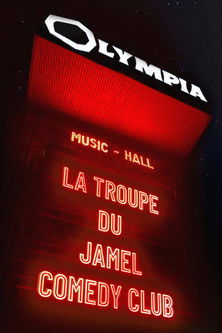 OLYMPIA
MUSIC - HALL
LA TROUPE
DU
JAMEL
COMEDY CLUB